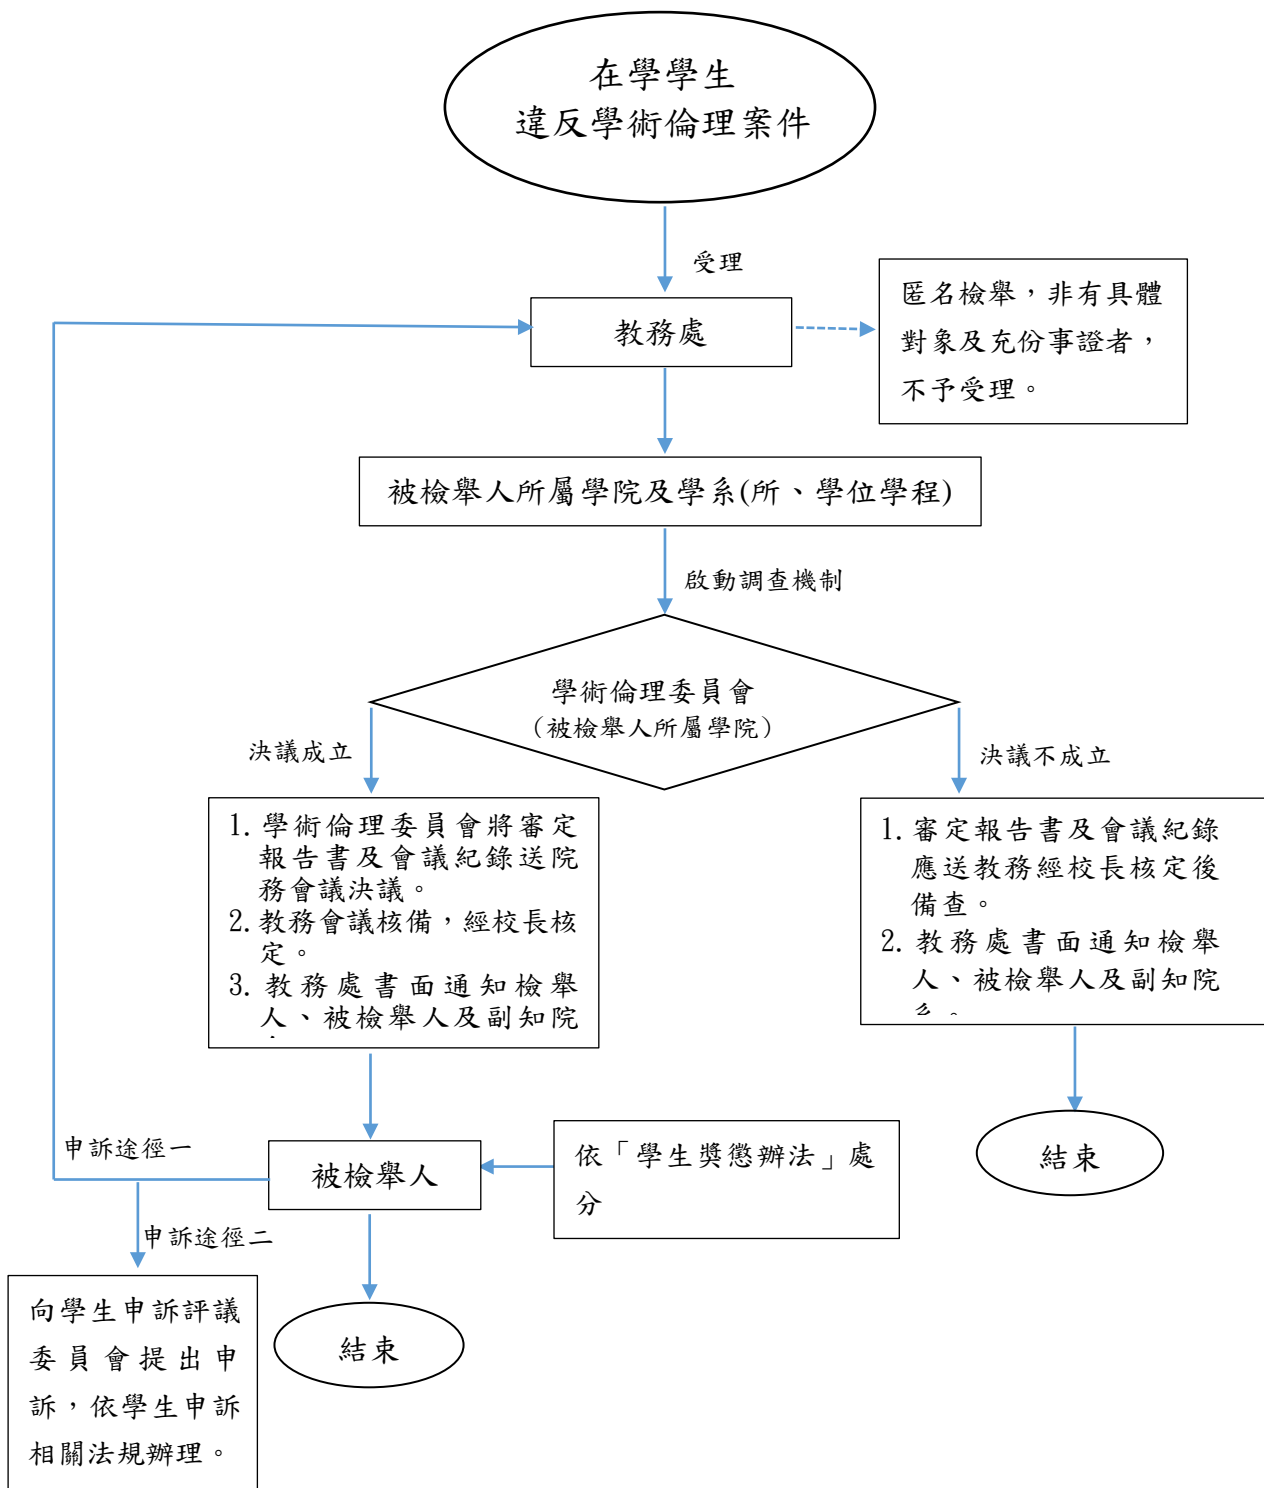 在學學生
違反學術倫理案件
受理
教務處
匿名檢舉，非有具體
對象及充份事證者，
不予受理。
被檢舉人所屬學院及學系(所、學位學程)
啟動調查機制
學術倫理委員會
（被檢舉人所屬學院）
決議成立
決議不成立
1. 學術倫理委員會將審定
報告書及會議紀錄送院
務會議決議。
2. 教務會議核備，經校長核
定。
3. 教務處書面通知檢舉
人、被檢舉人及副知院
1. 審定報告書及會議紀錄
應送教務經校長核定後
備查。
2. 教務處書面通知檢舉
人、被檢舉人及副知院
系。
申訴途徑一
被檢舉人
依「學生獎懲辦法」處
分
結束
申訴途徑二
向學生申訴評議
委員會提出申
訴，依學生申訴
相關法規辦理。
結束